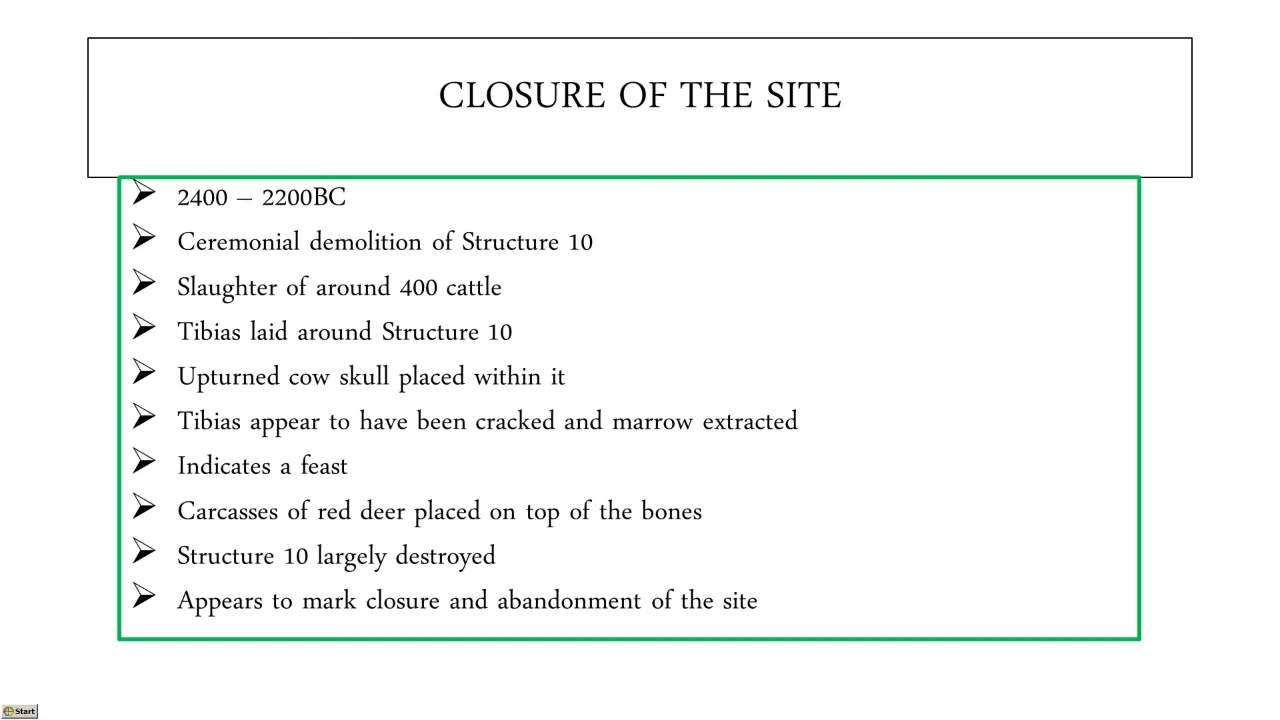 CLOSURE OF THE SITE
2400 – 2200BC
Ceremonial demolition of Structure 10
Slaughter of around 400 cattle
Tibias laid around Structure 10
Upturned cow skull placed within it
Tibias appear to have been cracked and marrow extracted
Indicates a feast
Carcasses of red deer placed on top of the bones
Structure 10 largely destroyed
Appears to mark closure and abandonment of the site
Start